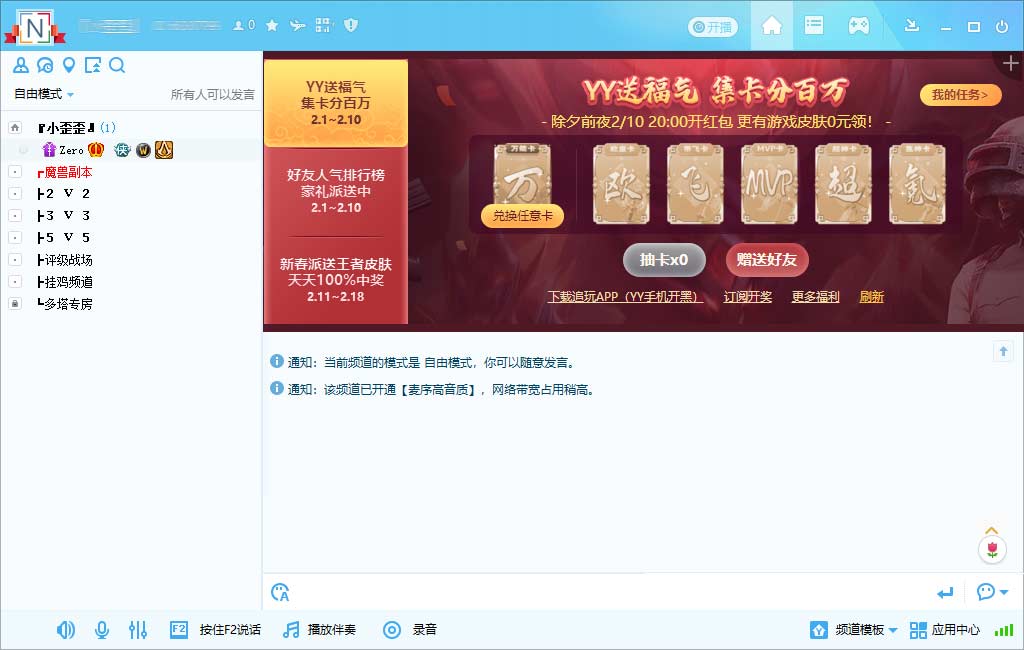 N
0
开播
自由模式
所有人可以发言
『小歪歪』(1)
Zero
侠
W
┏魔兽副本
┣2 V 2
┣3 V 3
┣5 V 5
┣评级战场
┣挂鸡频道
┗多塔专房
YY送福气
集卡分百万
2.1~2.10
好友人气排行榜
家礼派送中
2.1~2.10
新春派送王者皮肤
天天100%中奖
2.11~2.18
YY送福气 集卡分百万
我的任务>
- 除夕前夜2/10 20:00开红包 更有游戏皮肤0元领! -
万能卡
万
兑换任意卡
欧皇卡
欧
带飞卡
飞
MVP卡
MVP
超神卡
超
氪
抽卡x0
赠送好友
下载追玩APP(YY手机开黑)
订阅开奖
更多福利
刷新
通知:当前频道的模式是 自由模式,你可以随意发言。
通知:该频道已开通【麦序高音质】,网络带宽占用稍高。
A
F2
按住F2说话
播放伴奏
录音
频道模板
应用中心